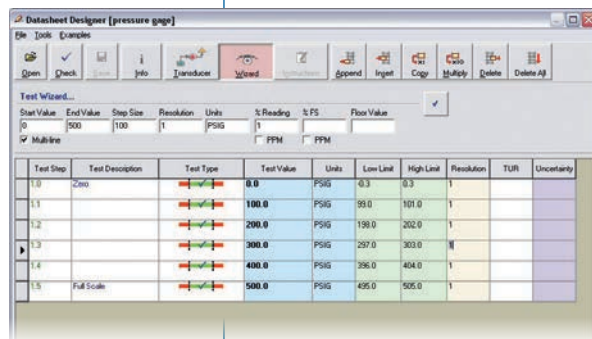 Datasheet Designer [pressure gage]
File Tools Examples
Open Check Save Info Transducer Wizard Instructions Append Insert Copy Multiply Delete Delete All
Test Wizard...
Start Value End Value Step Size Resolution Units % Reading % FS Floor Value
0 500 100 1 PSIG 1
Multi-line PPM PPM
Test Step Test Description Test Type Test Value Units Low Limit High Limit Resolution TUR Uncertainty
1.0 Zero 0.0 PSIG -0.3 0.3 1
1.1 100.0 PSIG 99.0 101.0 1
1.2 200.0 PSIG 198.0 202.0 1
1.3 300.0 PSIG 297.0 303.0 1
1.4 400.0 PSIG 396.0 404.0 1
1.5 Full Scale 500.0 PSIG 495.0 505.0 1